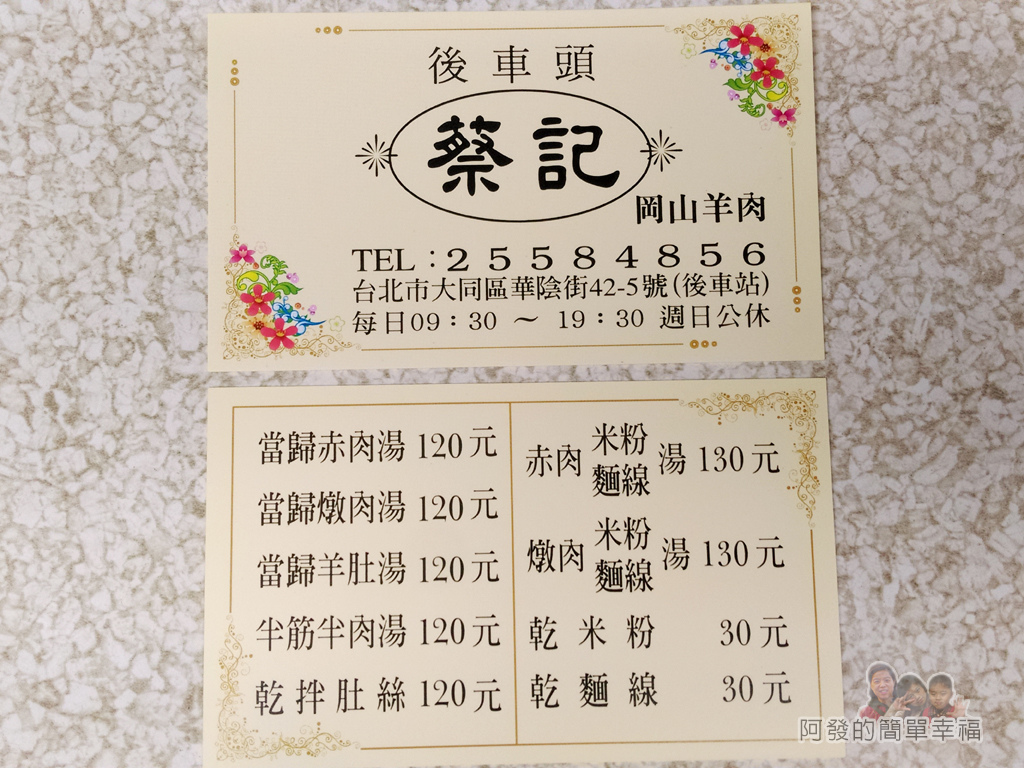 後車頭
蔡記
岡山羊肉
TEL：25584856
台北市大同區華陰街42-5號(後車站)
每日09：30 ～ 19：30 週日公休
當歸赤肉湯 120元
當歸燉肉湯 120元
當歸羊肚湯 120元
半筋半肉湯 120元
乾拌肚絲 120元
赤肉 米粉 麵線 湯 130元
燉肉 米粉 麵線 湯 130元
乾米粉 30元
乾麵線 30元
阿發的簡單幸福